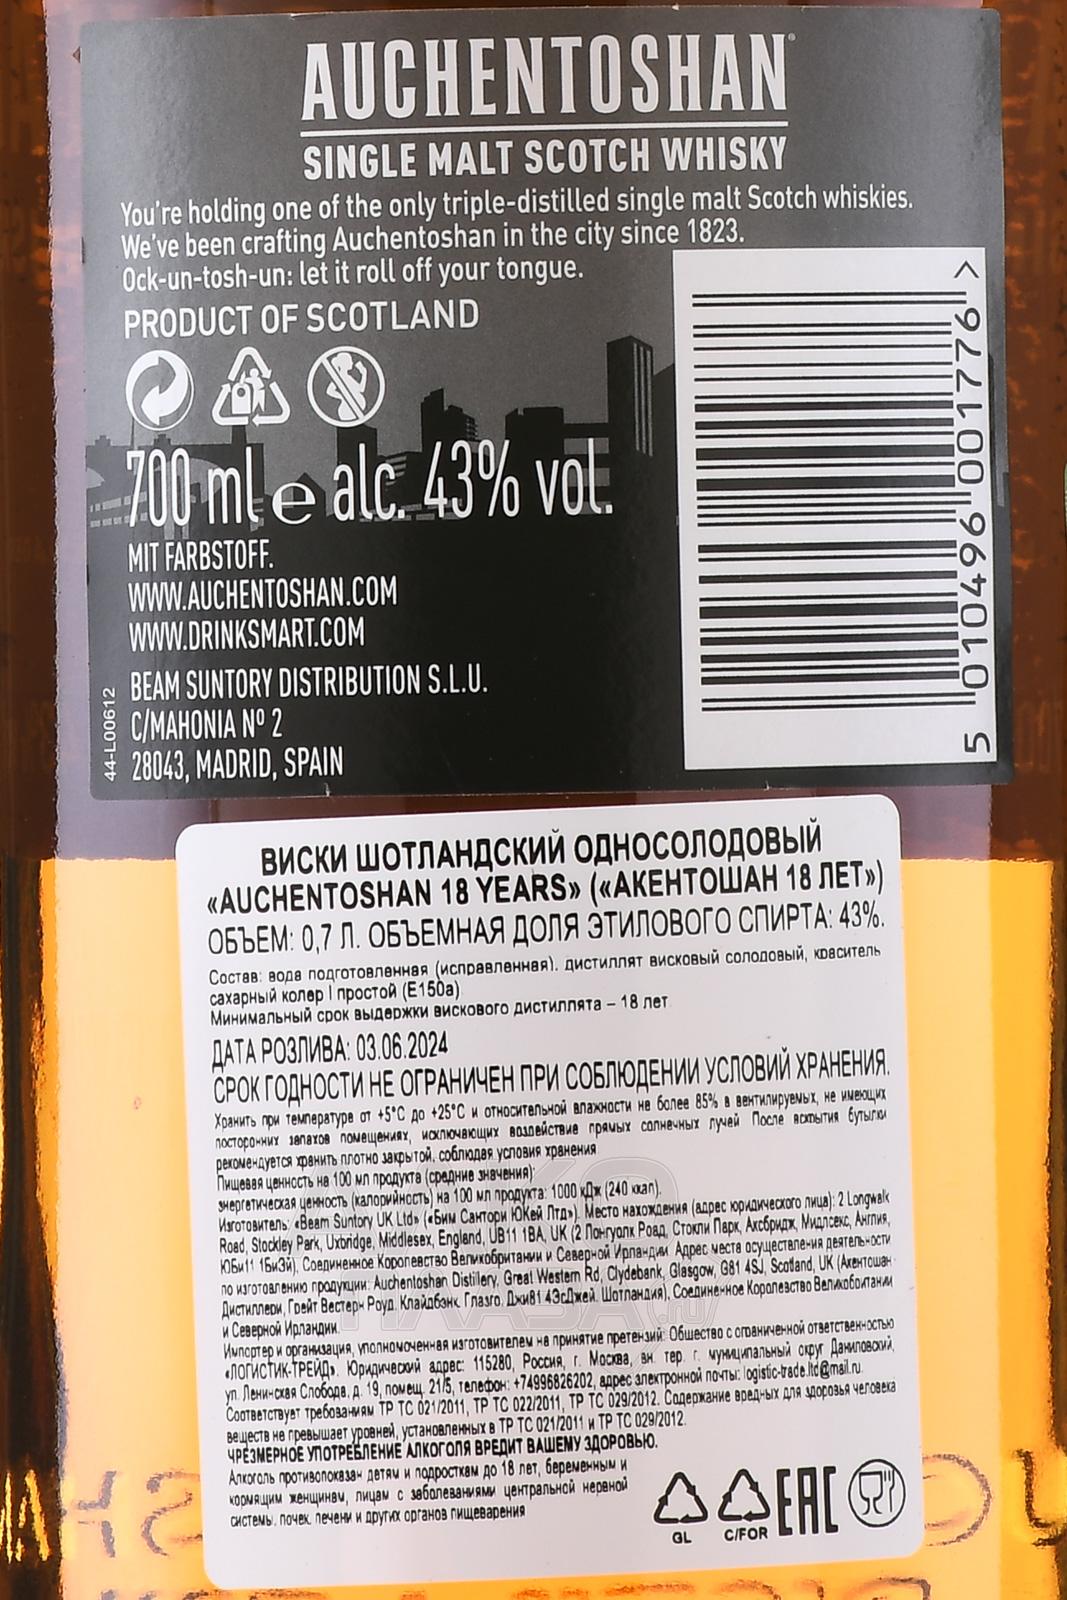 AUCHENTOSHAN
SINGLE MALT SCOTCH WHISKY
You're holding one of the only triple-distilled single malt Scotch whiskies.
We've been crafting Auchentoshan in the city since 1823.
Ock-un-tosh-un: let it roll off your tongue.
PRODUCT OF SCOTLAND
700 ml e alc. 43% vol.
MIT FARBSTOFF.
WWW.AUCHENTOSHAN.COM
WWW.DRINKSMART.COM
BEAM SUNTORY DISTRIBUTION S.L.U.
C/MAHONIA Nº 2
28043, MADRID, SPAIN
44-L00612
5 010496 001776 >
ВИСКИ ШОТЛАНДСКИЙ ОДНОСОЛОДОВЫЙ
«AUCHENTOSHAN 18 YEARS» («АКЕНТОШАН 18 ЛЕТ»)
ОБЪЕМ: 0,7 Л. ОБЪЕМНАЯ ДОЛЯ ЭТИЛОВОГО СПИРТА: 43%.
Состав: вода подготовленная (исправленная), дистиллят висковый солодовый, краситель
сахарный колер I простой (Е150а)
Минимальный срок выдержки вискового дистиллята – 18 лет
ДАТА РОЗЛИВА: 03.06.2024
СРОК ГОДНОСТИ НЕ ОГРАНИЧЕН ПРИ СОБЛЮДЕНИИ УСЛОВИЙ ХРАНЕНИЯ.
Хранить при температуре от +5°С до +25°С и относительной влажности не более 85% в вентилируемых, не имеющих
посторонних запахов помещениях, исключающих воздействие прямых солнечных лучей После вскрытия бутылки
рекомендуется хранить плотно закрытой, соблюдая условия хранения
Пищевая ценность на 100 мл продукта (средние значения):
энергетическая ценность (калорийность) на 100 мл продукта: 1000 кДж (240 ккал).
Изготовитель: «Beam Suntory UK Ltd» («Бим Сантори ЮКей Лтд»). Место нахождения (адрес юридического лица): 2 Longwalk
Road, Stockley Park, Uxbridge, Middlesex, England, UB11 1BA, UK (2 Лонгуолк Роад, Стокли Парк, Аксбридж, Мидлсекс, Англия,
ЮБи11 1БиЭй), Соединенное Королевство Великобритании и Северной Ирландии. Адрес места осуществления деятельности
по изготовлению продукции: Auchentoshan Distillery, Great Western Rd, Clydebank, Glasgow, G81 4SJ, Scotland, UK (Акентошан
Дистиллери, Грейт Вестерн Роуд, Клайдбэнк, Глазго, Джи81 4ЭсДжей, Шотландия), Соединенное Королевство Великобритании
и Северной Ирландии.
Импортер и организация, уполномоченная изготовителем на принятие претензий: Общество с ограниченной ответственностью
«ЛОГИСТИК-ТРЕЙД». Юридический адрес: 115280, Россия, г. Москва, вн. тер. г. муниципальный округ Даниловский,
ул. Ленинская Слобода, д. 19, помещ. 21/5, телефон: +74996826202, адрес электронной почты: logistic-trade.ltd@mail.ru.
Соответствует требованиям ТР ТС 021/2011, ТР ТС 022/2011, ТР ТС 029/2012. Содержание вредных для здоровья человека
веществ не превышает уровней, установленных в ТР ТС 021/2011 и ТР ТС 029/2012.
ЧРЕЗМЕРНОЕ УПОТРЕБЛЕНИЕ АЛКОГОЛЯ ВРЕДИТ ВАШЕМУ ЗДОРОВЬЮ.
Алкоголь противопоказан детям и подросткам до 18 лет, беременным и
кормящим женщинам, лицам с заболеваниями центральной нервной
системы, почек, печени и других органов пищеварения
GL
C/FOR
EAC